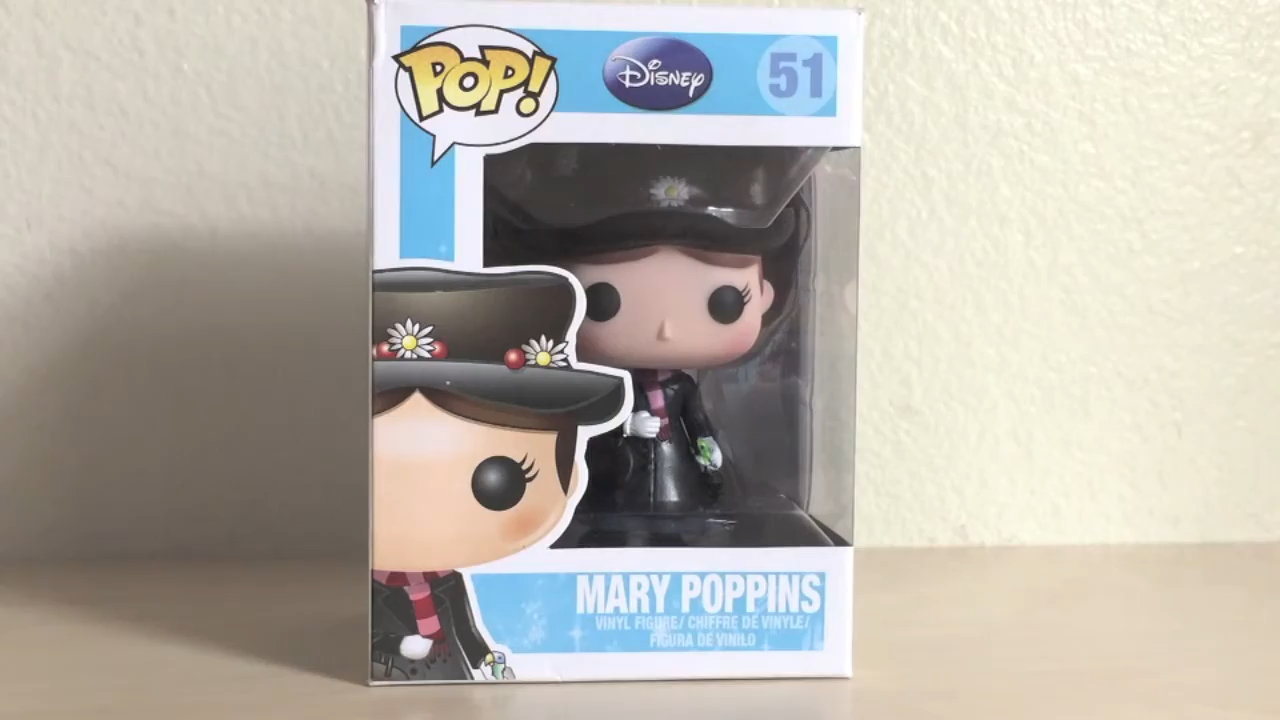 POP!
Disney
51
MARY POPPINS
VINYL FIGURE/ CHIFFRE DE VINYLE/
FIGURA DE VINILO